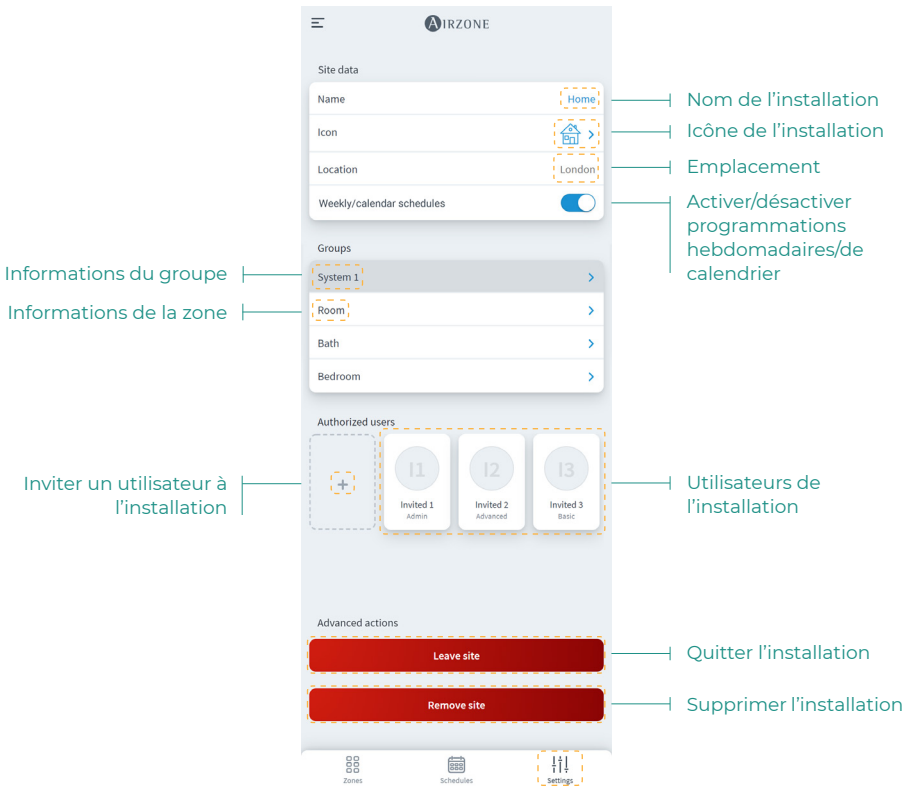 AIRZONE
Site data
Name
Home
Nom de l'installation
Icon
Icône de l'installation
Location
London
Emplacement
Weekly/calendar schedules
Activer/désactiver
programmations
hebdomadaires/de
calendrier
Groups
Informations du groupe
System 1
Informations de la zone
Room
Bath
Bedroom
Authorized users
Inviter un utilisateur à
l'installation
+
I1
Invited 1
Admin
I2
Invited 2
Advanced
I3
Invited 3
Basic
Utilisateurs de
l'installation
Advanced actions
Leave site
Quitter l'installation
Remove site
Supprimer l'installation
Zones
Schedules
Settings